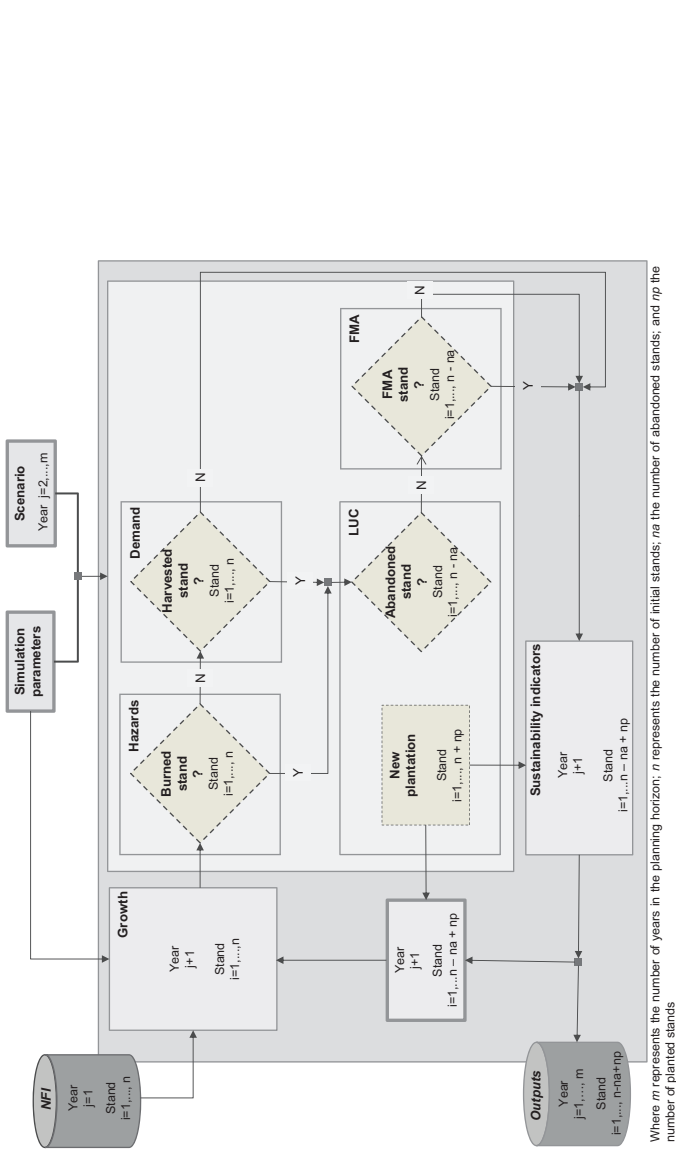 NFI
Year
j=1
Stand
i=1,..., n
Simulation
parameters
Scenario
Year j=2,...,m
Growth
Year
j+1
Stand
i=1,...,n
Hazards
Burned
stand
?
Stand
i=1,..., n
N
Y
Demand
Harvested
stand
?
Stand
i=1,..., n
N
Y
LUC
New
plantation
Stand
i=1,..., n + np
Abandoned
stand
?
Stand
i=1,..., n - na
N
FMA
FMA
stand
?
Stand
i=1,..., n - na
N
Y
Year
j+1
Stand
i=1,...n – na + np
Sustainability indicators
Year
j+1
Stand
i=1,...n – na + np
Outputs
Year
j=1,..., m
Stand
i=1,..., n-na+np
Where m represents the number of years in the planning horizon; n represents the number of initial stands; na the number of abandoned stands; and np the
number of planted stands